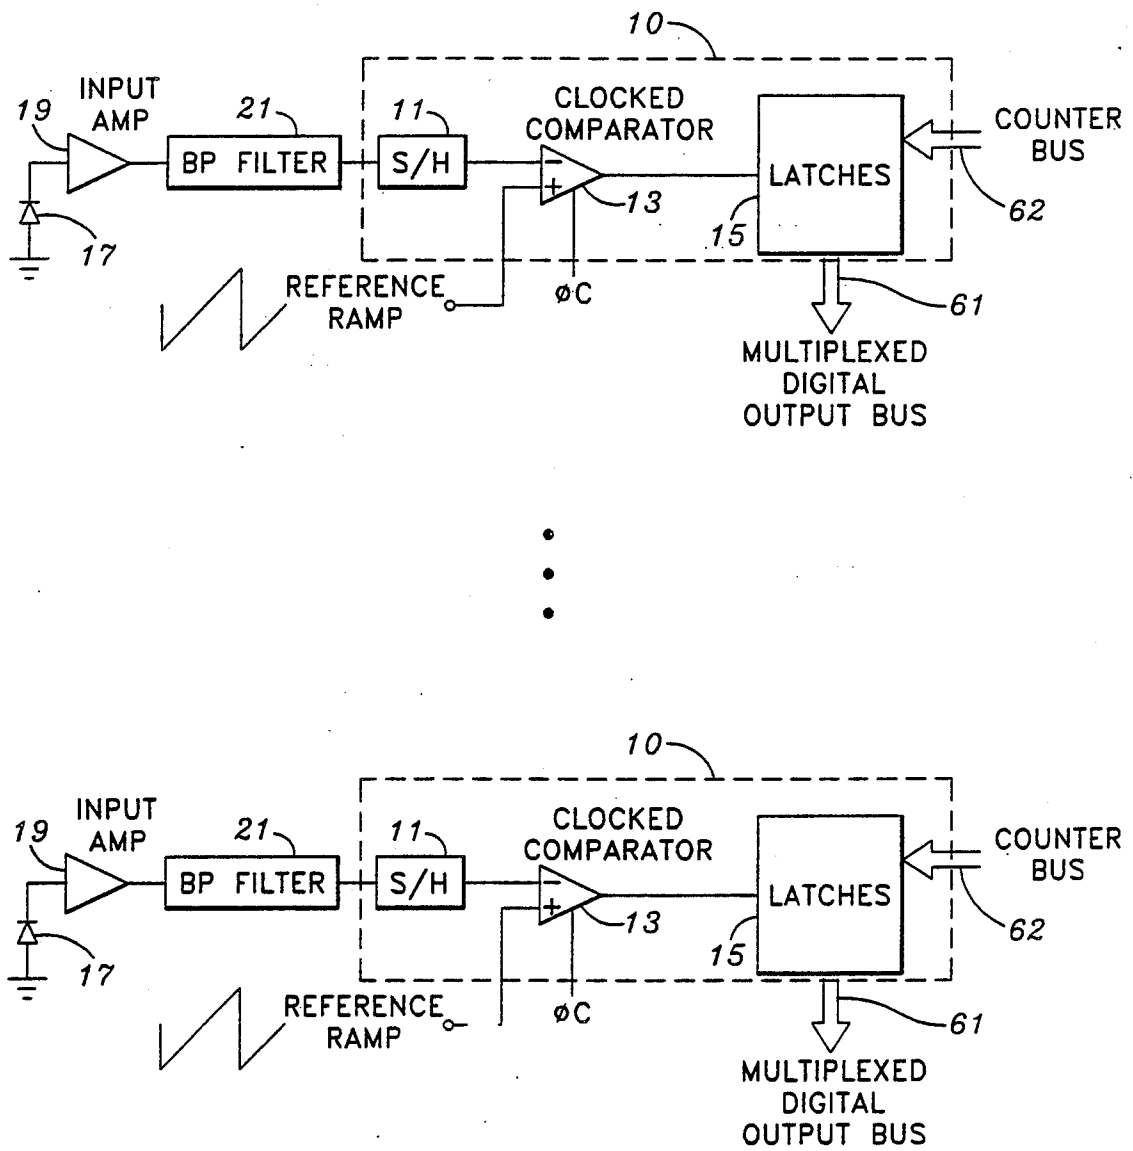 10
INPUT
AMP
19
21
11
CLOCKED
COMPARATOR
COUNTER
BUS
BP FILTER
S/H
−
+
LATCHES
13
15
62
17
REFERENCE
RAMP
øC
61
MULTIPLEXED
DIGITAL
OUTPUT BUS
10
INPUT
AMP
19
21
11
CLOCKED
COMPARATOR
COUNTER
BUS
BP FILTER
S/H
−
+
LATCHES
13
15
62
17
REFERENCE
RAMP
øC
61
MULTIPLEXED
DIGITAL
OUTPUT BUS